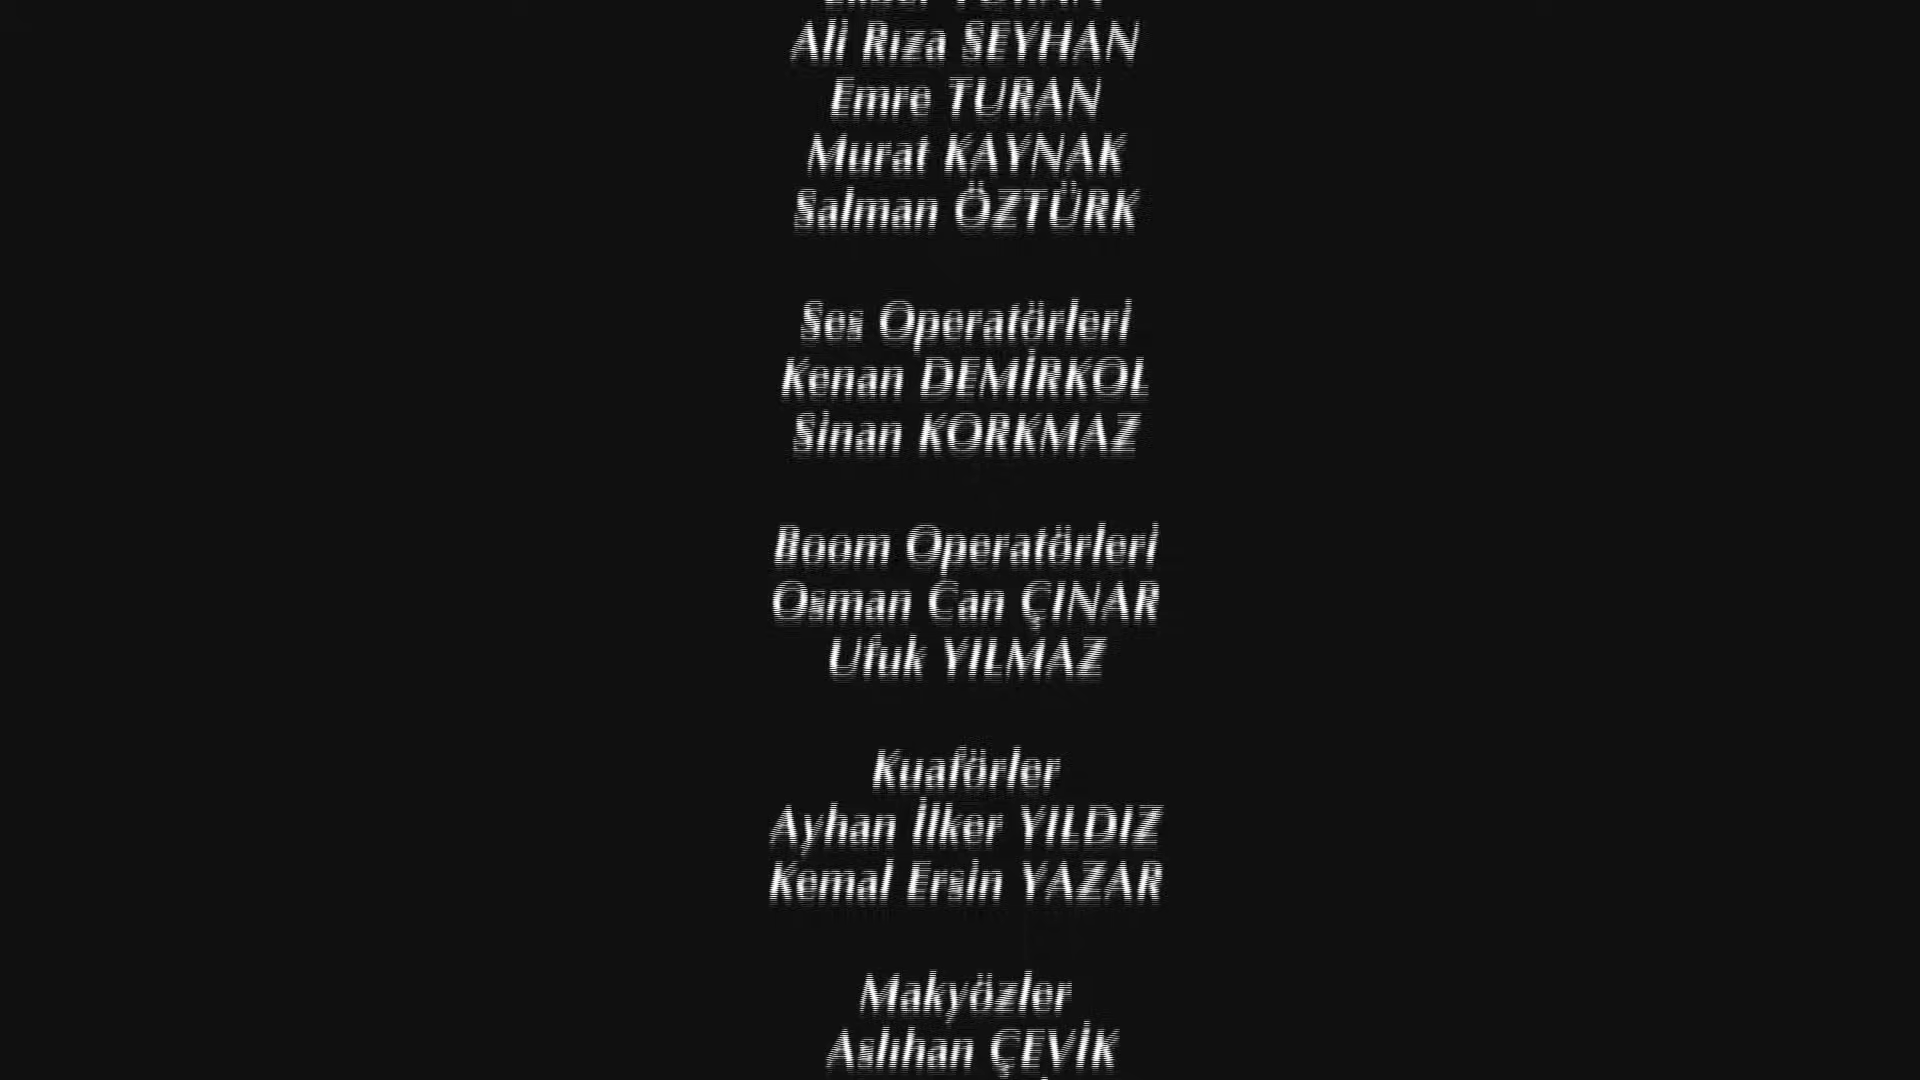 Ali Rıza SEYHAN
Emre TURAN
Murat KAYNAK
Salman ÖZTÜRK
Ses Operatörleri
Kenan DEMİRKOL
Sinan KORKMAZ
Boom Operatörleri
Osman Can ÇINAR
Ufuk YILMAZ
Kuaförler
Ayhan İlker YILDIZ
Kemal Ersin YAZAR
Makyözler
Aslıhan ÇEVİK